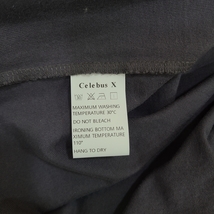 Celebus X
MAXIMUM WASHING
TEMPERATURE 30°C
DO NOT BLEACH
IRONING BOTTOM MA
XIMUM TEMPERATURE
110°
HANG TO DRY